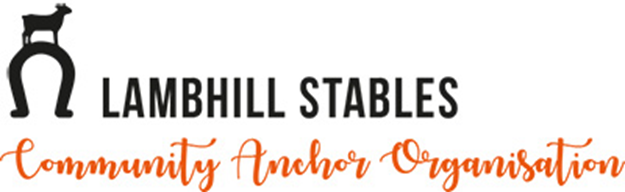 LAMBHILL STABLES
Community Anchor Organisation